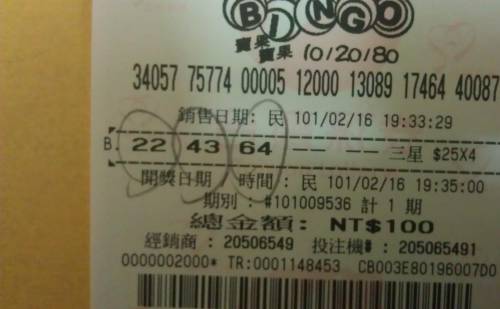 BINGO
賓果
賓果 10/20/80
34057 75774 00005 12000 13089 17464 40087
銷售日期: 民 101/02/16 19:33:29
B. 22 43 64 -- -- -- 三星 $25X4
開獎日期 時間 : 民 101/02/16 19:35:00
期別 : #101009536 計 1 期
總金額: NT$100
經銷商 : 20506549 投注機# : 205065491
0000002000* TR:0001148453 CB003E80196007D0